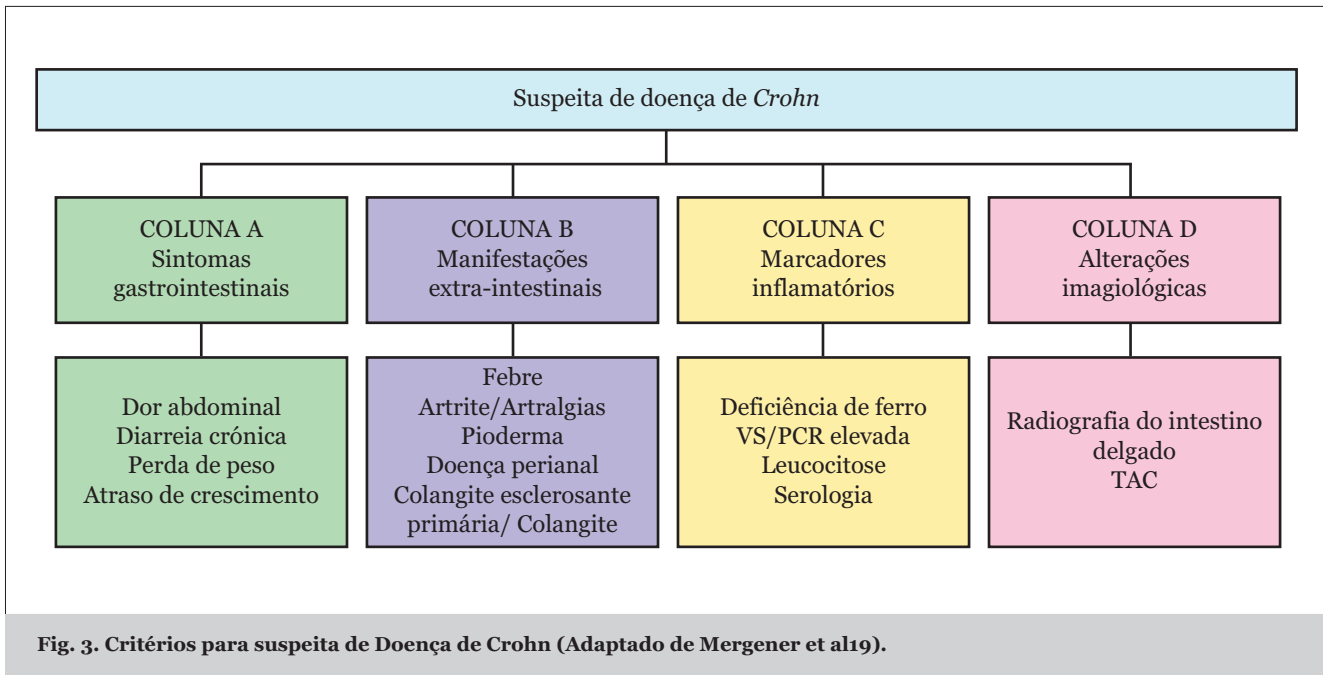 Suspeita de doença de Crohn
COLUNA A
Sintomas
gastrointestinais
COLUNA B
Manifestações
extra-intestinais
COLUNA C
Marcadores
inflamatórios
COLUNA D
Alterações
imagiológicas
Dor abdominal
Diarreia crónica
Perda de peso
Atraso de crescimento
Febre
Artrite/Artralgias
Pioderma
Doença perianal
Colangite esclerosante
primária/ Colangite
Deficiência de ferro
VS/PCR elevada
Leucocitose
Serologia
Radiografia do intestino
delgado
TAC
Fig. 3. Critérios para suspeita de Doença de Crohn (Adaptado de Mergener et al19).